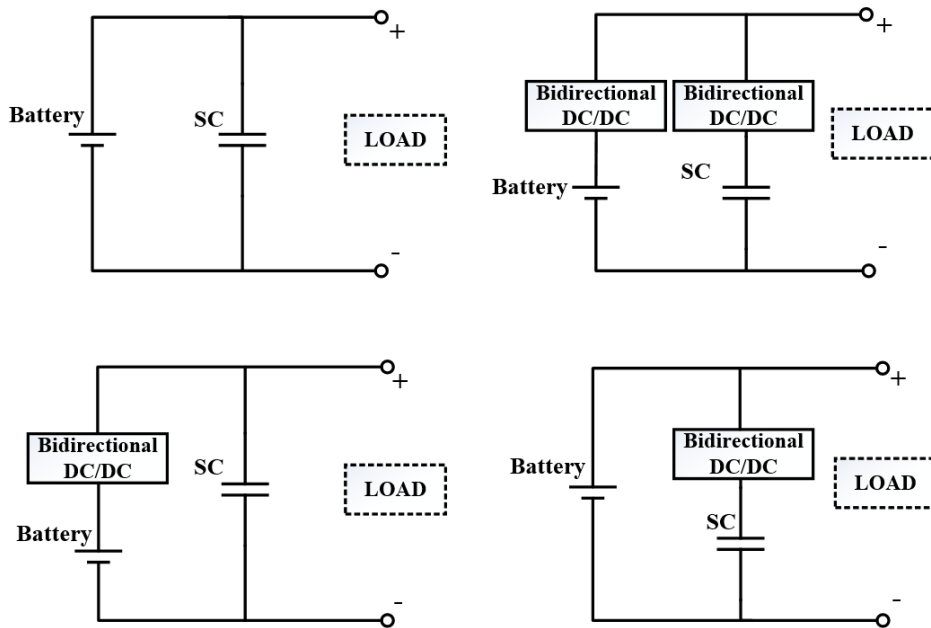 +
Battery
SC
LOAD
-
+
Bidirectional
DC/DC
Bidirectional
DC/DC
LOAD
Battery
SC
-
+
Bidirectional
DC/DC
SC
LOAD
Battery
-
+
Bidirectional
DC/DC
Battery
LOAD
SC
-